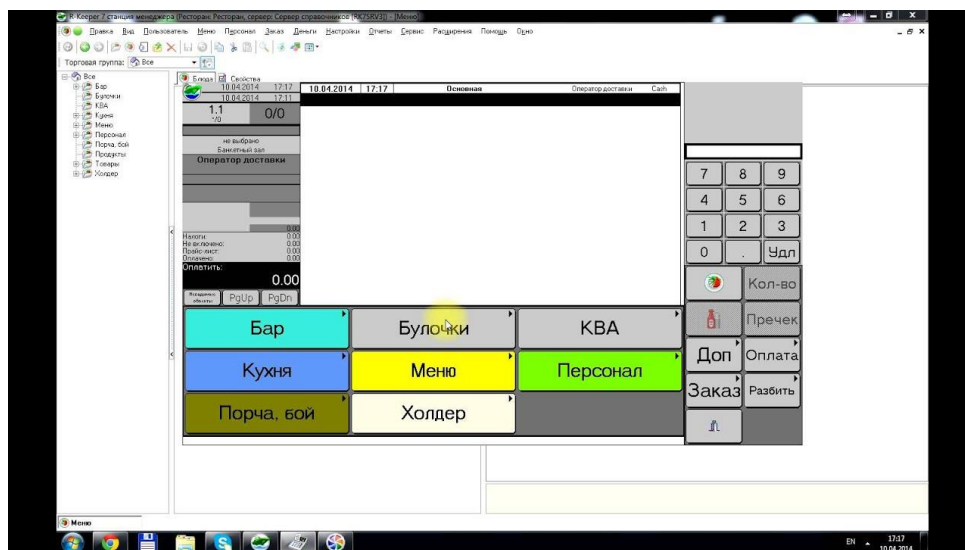 R-Keeper 7 станция менеджера (Ресторан: Ресторан, сервер: Сервер справочников (RK7SRV3)) - [Меню]
Правка Вид Пользователь Меню Персонал Заказ Деньги Настройки Отчеты Сервис Расширения Помощь Окно
Торговая группа: Все
Все
Бар
Булочки
КВА
Кухня
Меню
Персонал
Порча, бой
Продукты
Товары
Холдер
Блюда Свойства
10.04.2014 17:17
10.04.2014 17:11
10.04.2014 17:17 Основная Оператор доставки Cash
1.1 0/0
не выбрано
Банкетный зал
Оператор доставки
0.00
Налоги: 0.00
Не включено: 0.00
Прайс-лист: 0.00
Оплачено: 0.00
Оплатить:
0.00
PgUp PgDn
7 8 9
4 5 6
1 2 3
0 . Удл
Кол-во
Пречек
Доп Оплата
Заказ Разбить
Бар Булочки КВА
Кухня Меню Персонал
Порча, бой Холдер
Меню
EN 17:17
10.04.2014